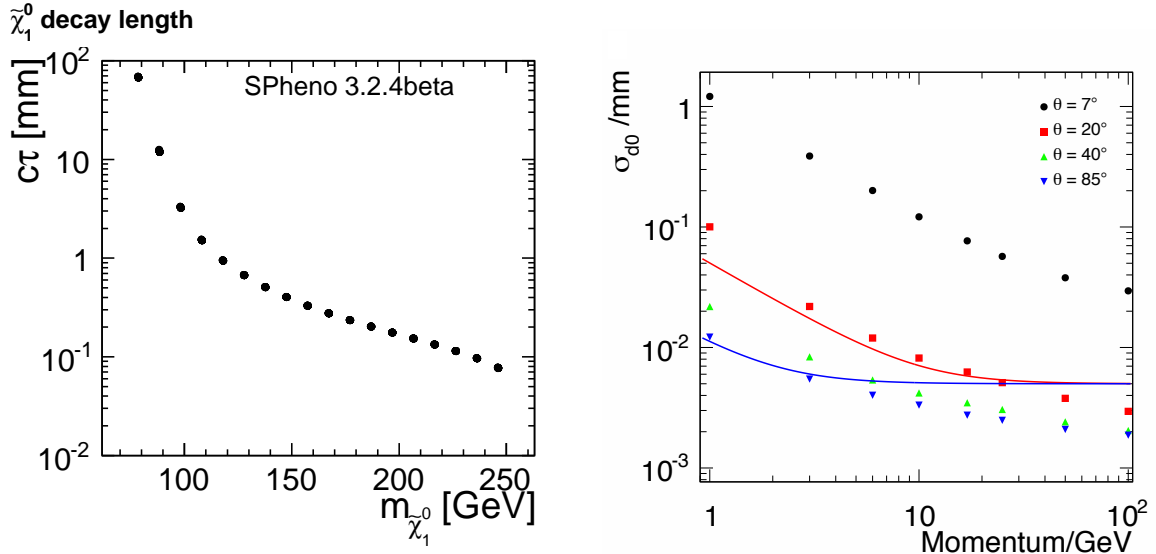 χ̃⁰₁ decay length
cτ [mm]
SPheno 3.2.4beta
10²
10
1
10⁻¹
10⁻²
100 150 200 250
m_χ̃⁰₁ [GeV]
σ_d0 /mm
θ = 7°
θ = 20°
θ = 40°
θ = 85°
1
10⁻¹
10⁻²
10⁻³
1 10 10²
Momentum/GeV